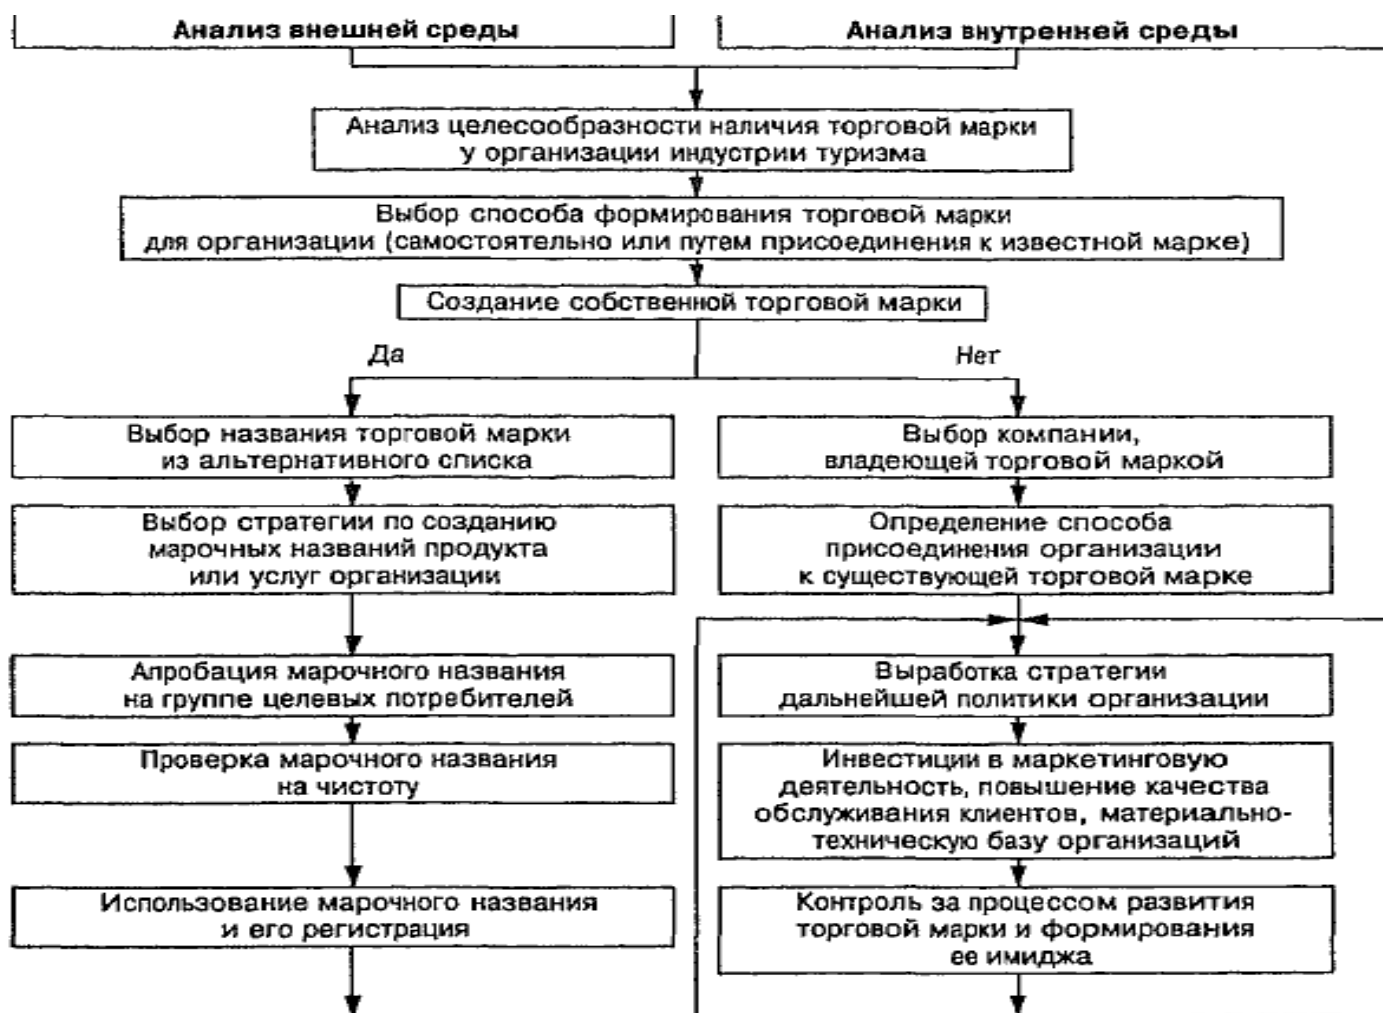 Анализ внешней среды
Анализ внутренней среды
Анализ целесообразности наличия торговой марки
у организации индустрии туризма
Выбор способа формирования торговой марки
для организации (самостоятельно или путем присоединения к известной марке)
Создание собственной торговой марки
Да
Нет
Выбор названия торговой марки
из альтернативного списка
Выбор компании,
владеющей торговой маркой
Выбор стратегии по созданию
марочных названий продукта
или услуг организации
Определение способа
присоединения организации
к существующей торговой марке
Апробация марочного названия
на группе целевых потребителей
Выработка стратегии
дальнейшей политики организации
Проверка марочного названия
на чистоту
Инвестиции в маркетинговую
деятельность, повышение качества
обслуживания клиентов, материально-
техническую базу организаций
Использование марочного названия
и его регистрация
Контроль за процессом развития
торговой марки и формирования
ее имиджа